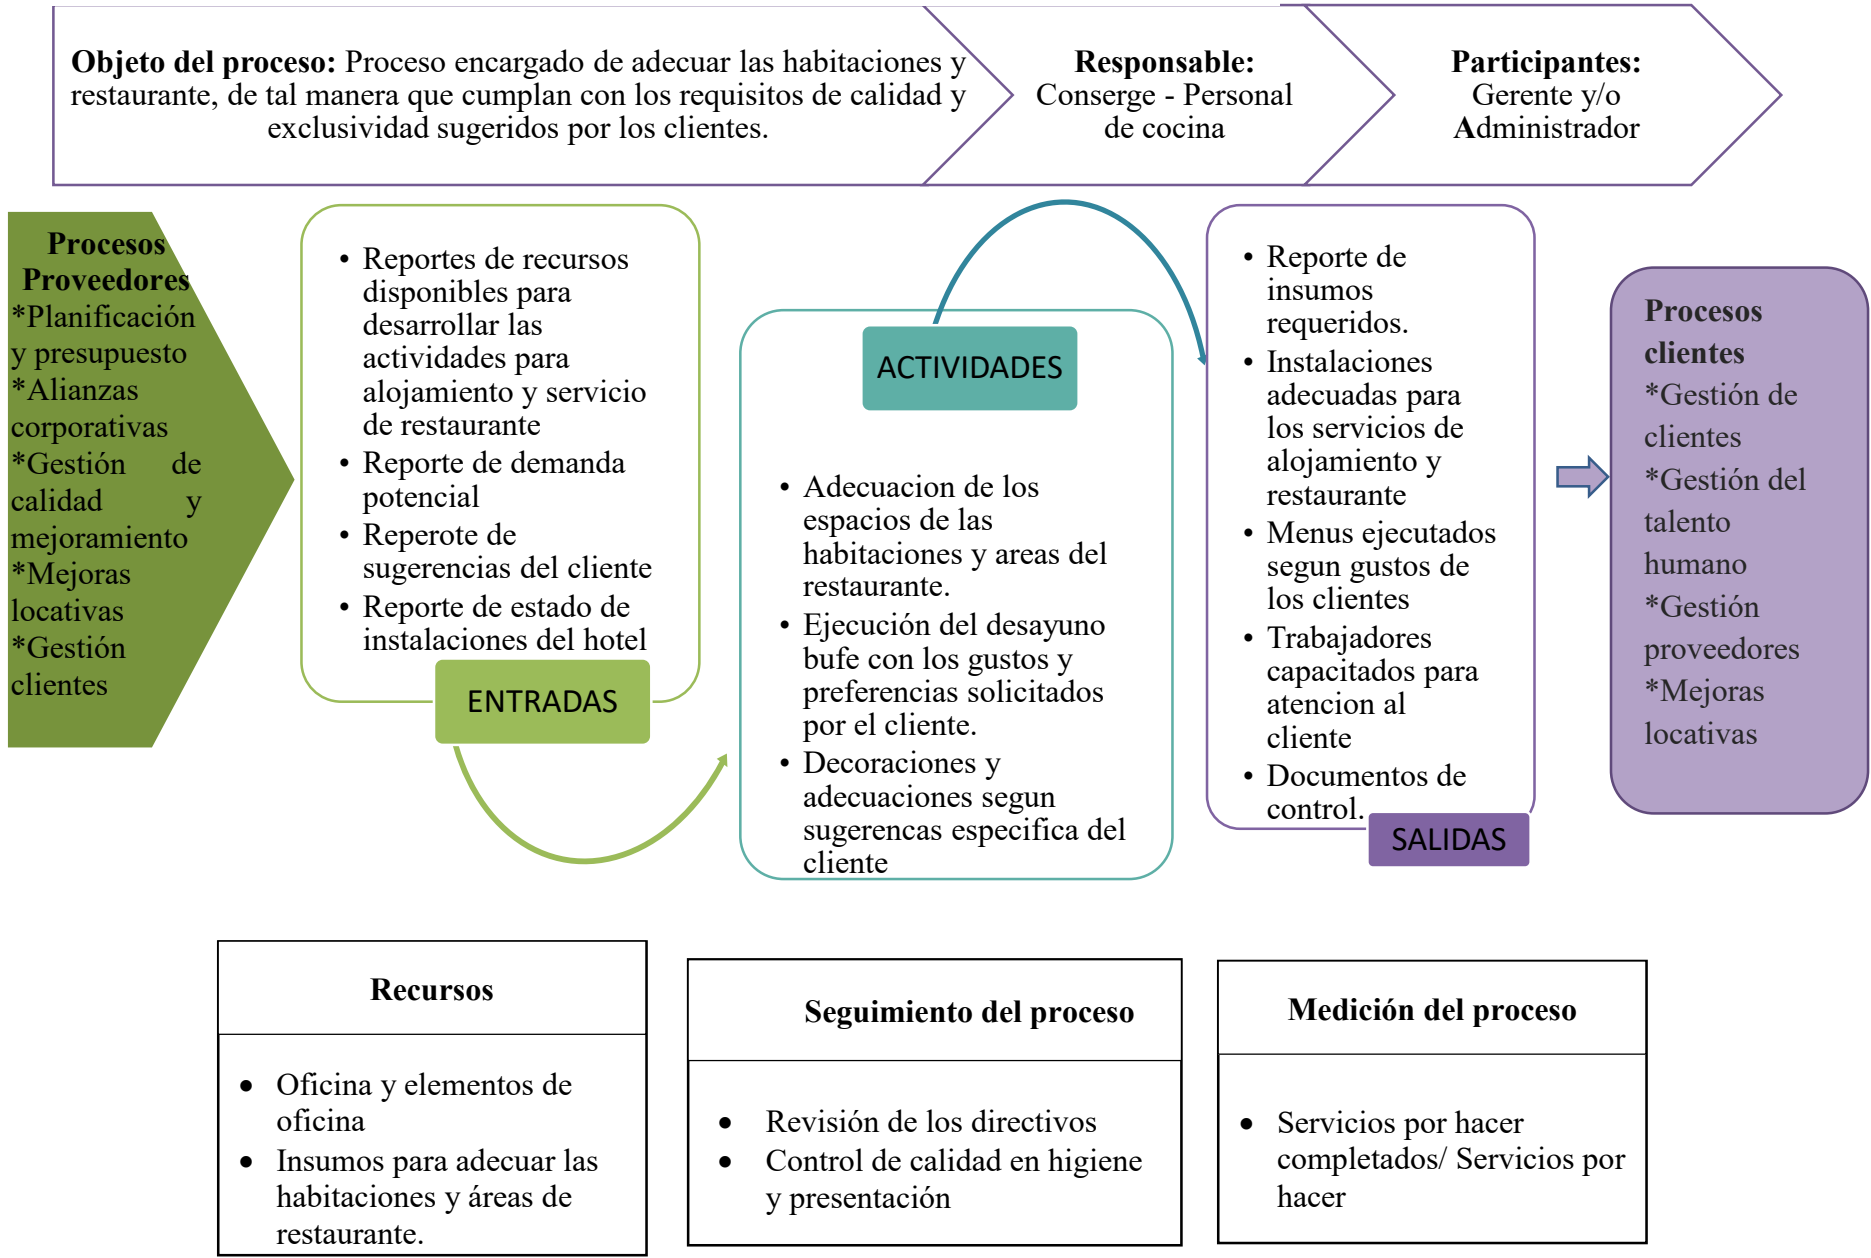 Objeto del proceso: Proceso encargado de adecuar las habitaciones y
restaurante, de tal manera que cumplan con los requisitos de calidad y
exclusividad sugeridos por los clientes.
Responsable:
Conserge - Personal
de cocina
Participantes:
Gerente y/o
Administrador
Procesos
Proveedores
*Planificación
y presupuesto
*Alianzas
corporativas
*Gestión de
calidad y
mejoramiento
*Mejoras
locativas
*Gestión
clientes
• Reportes de recursos
disponibles para
desarrollar las
actividades para
alojamiento y servicio
de restaurante
• Reporte de demanda
potencial
• Reperote de
sugerencias del cliente
• Reporte de estado de
instalaciones del hotel
ENTRADAS
ACTIVIDADES
• Adecuacion de los
espacios de las
habitaciones y areas del
restaurante.
• Ejecución del desayuno
bufe con los gustos y
preferencias solicitados
por el cliente.
• Decoraciones y
adecuaciones segun
sugerencas especifica del
cliente
• Reporte de
insumos
requeridos.
• Instalaciones
adecuadas para
los servicios de
alojamiento y
restaurante
• Menus ejecutados
segun gustos de
los clientes
• Trabajadores
capacitados para
atencion al
cliente
• Documentos de
control.
SALIDAS
Procesos
clientes
*Gestión de
clientes
*Gestión del
talento
humano
*Gestión
proveedores
*Mejoras
locativas
Recursos
• Oficina y elementos de
oficina
• Insumos para adecuar las
habitaciones y áreas de
restaurante.
Seguimiento del proceso
• Revisión de los directivos
• Control de calidad en higiene
y presentación
Medición del proceso
• Servicios por hacer
completados/ Servicios por
hacer